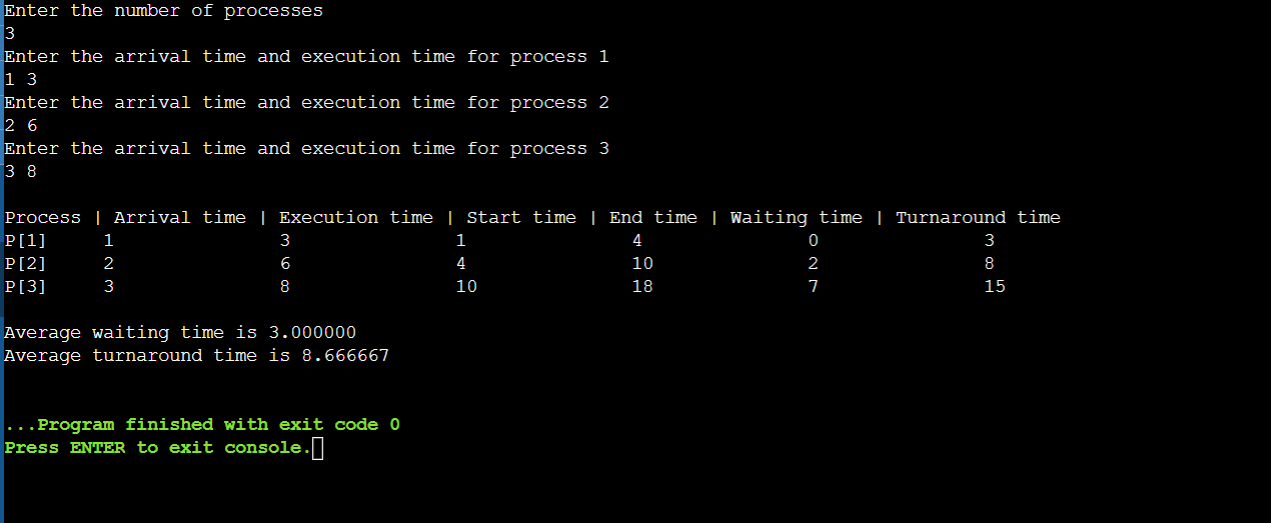 Enter the number of processes
3
Enter the arrival time and execution time for process 1
1 3
Enter the arrival time and execution time for process 2
2 6
Enter the arrival time and execution time for process 3
3 8
Process | Arrival time | Execution time | Start time | End time | Waiting time | Turnaround time
P[1] 1 3 1 4 0 3
P[2] 2 6 4 10 2 8
P[3] 3 8 10 18 7 15
Average waiting time is 3.000000
Average turnaround time is 8.666667
...Program finished with exit code 0
Press ENTER to exit console.